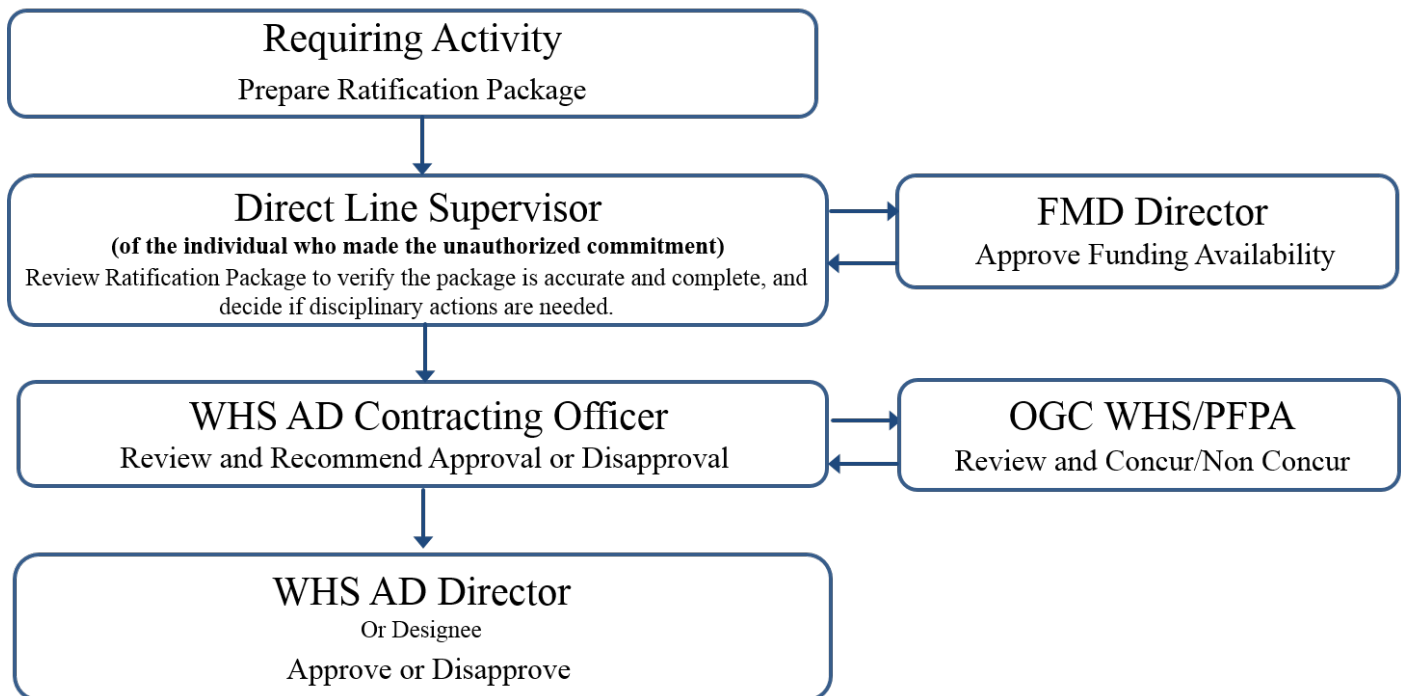 Requiring Activity
Prepare Ratification Package
Direct Line Supervisor
(of the individual who made the unauthorized commitment)
Review Ratification Package to verify the package is accurate and complete, and
decide if disciplinary actions are needed.
FMD Director
Approve Funding Availability
WHS AD Contracting Officer
Review and Recommend Approval or Disapproval
OGC WHS/PFPA
Review and Concur/Non Concur
WHS AD Director
Or Designee
Approve or Disapprove